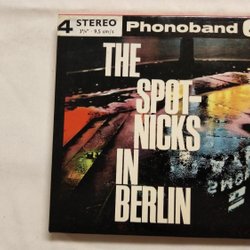 4 STEREO Phonoband
3¾" · 9,5 cm/s
THE
SPOT-
NICKS
IN
BERLIN